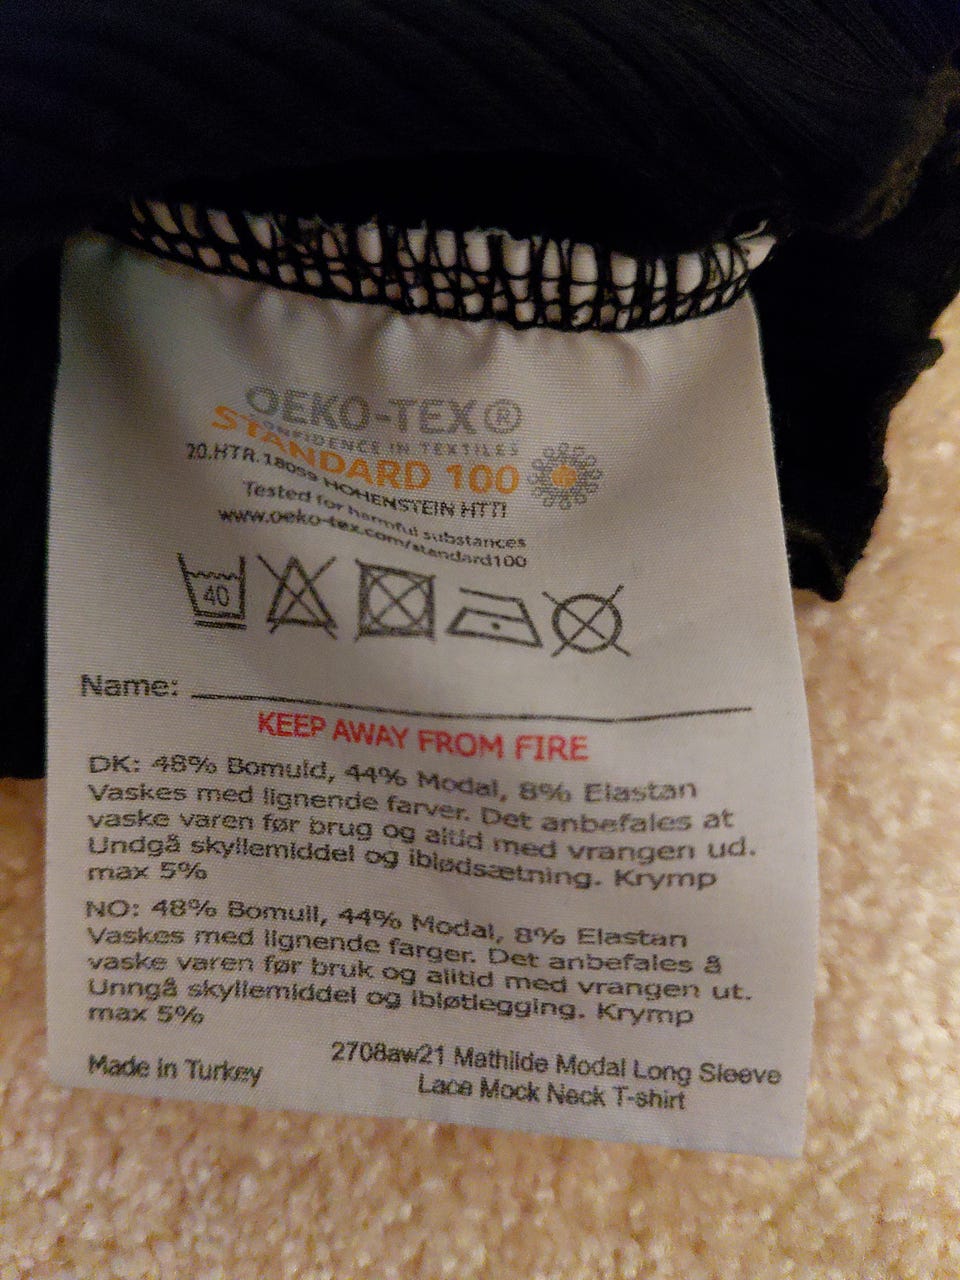 OEKO-TEX®
CONFIDENCE IN TEXTILES
STANDARD 100
20.HTR.18059 HOHENSTEIN HTTI
Tested for harmful substances
www.oeko-tex.com/standard100
40
Name:
KEEP AWAY FROM FIRE
DK: 48% Bomuld, 44% Modal, 8% Elastan
Vaskes med lignende farver. Det anbefales at
vaske varen før brug og altid med vrangen ud.
Undgå skyllemiddel og iblødsætning. Krymp
max 5%
NO: 48% Bomull, 44% Modal, 8% Elastan
Vaskes med lignende farger. Det anbefales å
vaske varen før bruk og alltid med vrangen ut.
Unngå skyllemiddel og ibløtlegging. Krymp
max 5%
Made in Turkey
2708aw21 Mathilde Modal Long Sleeve
Lace Mock Neck T-shirt